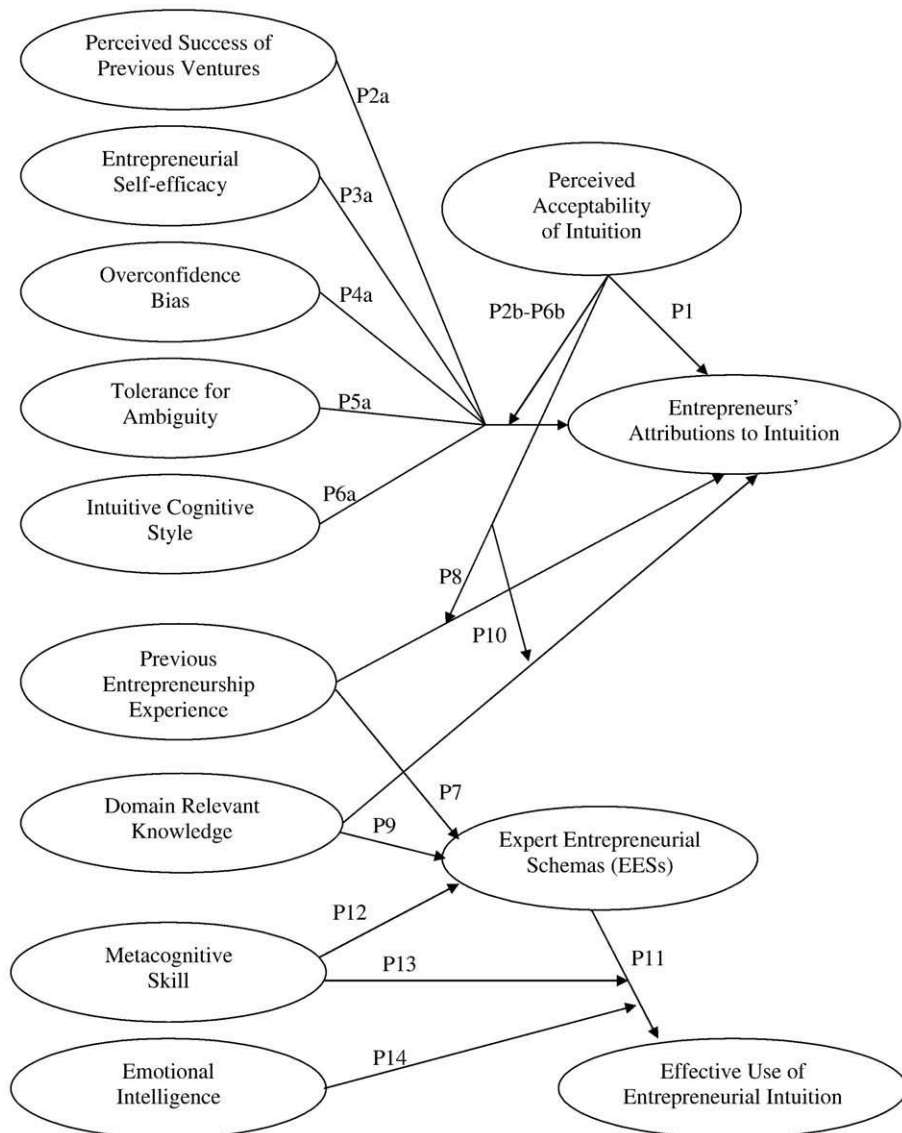 Perceived Success of
Previous Ventures
P2a
Entrepreneurial
Self-efficacy
P3a
Perceived
Acceptability
of Intuition
Overconfidence
Bias
P4a
P2b-P6b
P1
Tolerance for
Ambiguity
P5a
Entrepreneurs’
Attributions to Intuition
Intuitive Cognitive
Style
P6a
P8
P10
Previous
Entrepreneurship
Experience
P7
Domain Relevant
Knowledge
P9
Expert Entrepreneurial
Schemas (EESs)
P12
Metacognitive
Skill
P13
P11
P14
Emotional
Intelligence
Effective Use of
Entrepreneurial Intuition